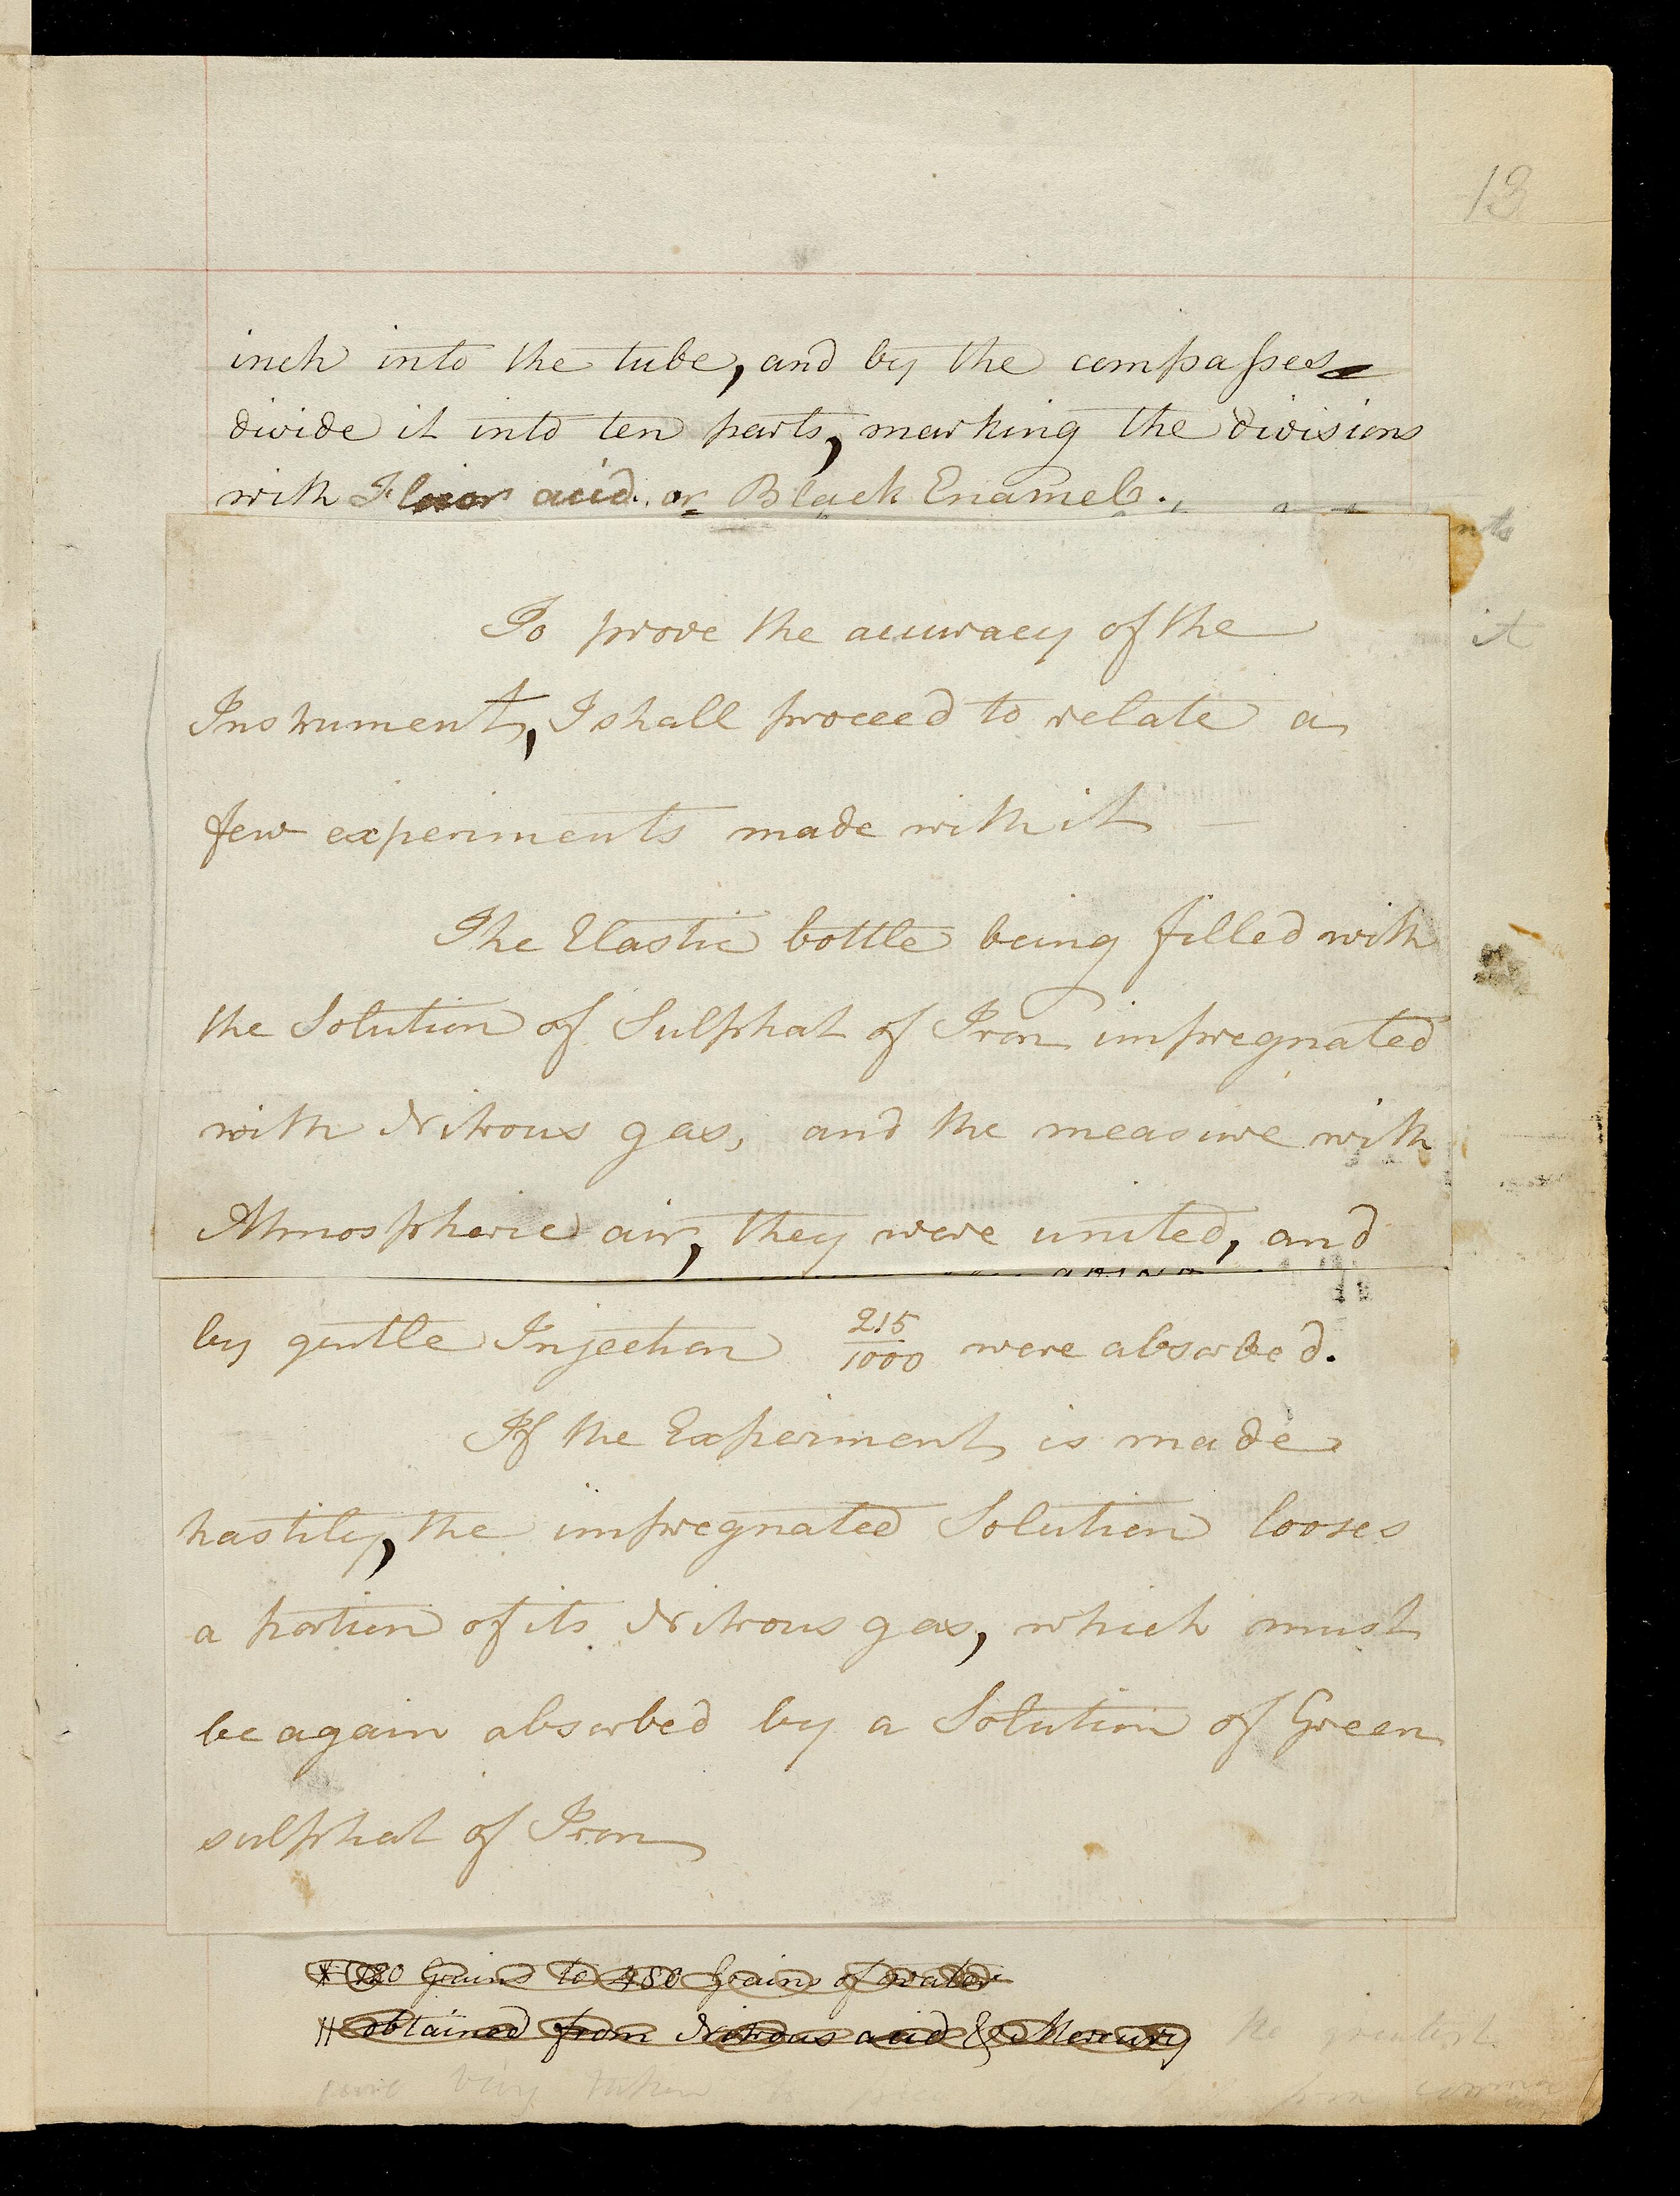 13
inch into the tube, and by the compasses
divide it into ten parts, marking the divisions
with Fluor acid. or Black Enamel.
nts
To prove the accuracy of the
it
Instrument, I shall proceed to relate a
few experiments made with it —
The Elastic bottle being filled with
the Solution of Sulphat of Iron impregnated
with Nitrous gas, and the measure with
Atmospheric air, they were united, and
by gentle Injection 215/1000 were absorbed.
If the Experiment is made
hastily, the impregnated Solution looses
a portion of its Nitrous gas, which must
be again absorbed by a Solution of Green
sulphat of Iron
Grains to 480 Grains of water
obtained from Nitrous acid & Mercury the greatest
care being taken to from common